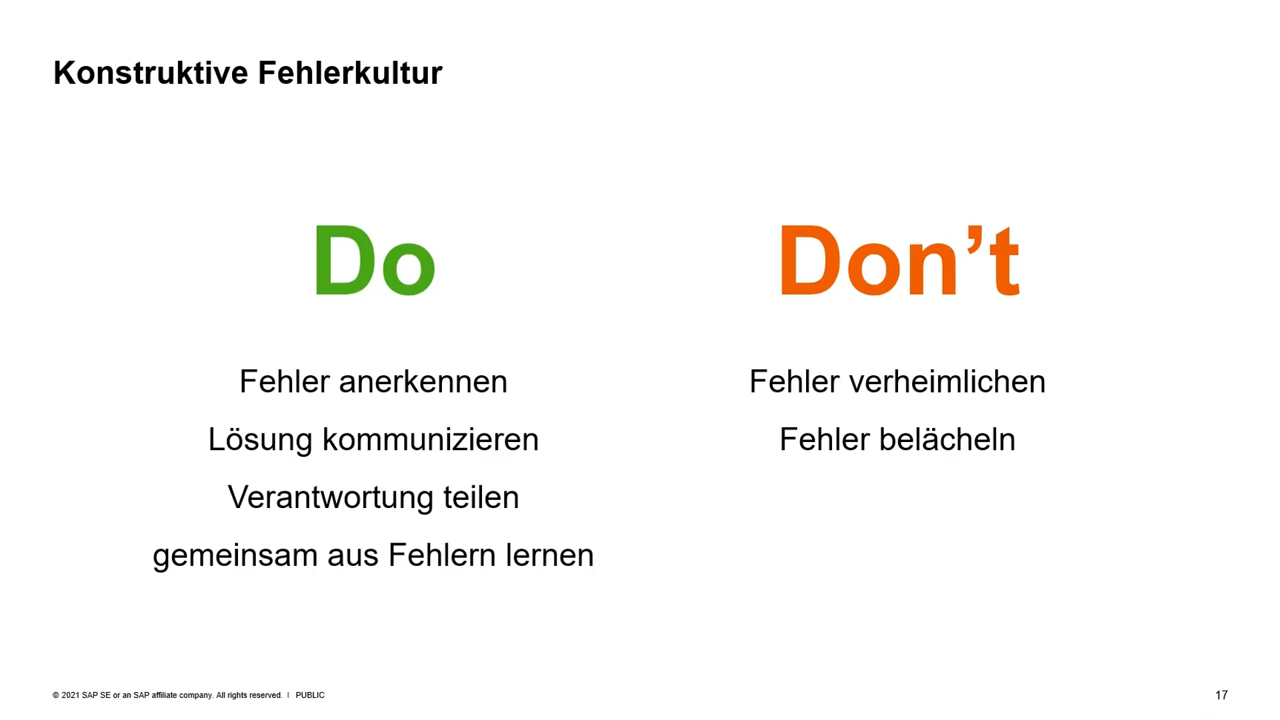 Konstruktive Fehlerkultur
Do
Fehler anerkennen
Lösung kommunizieren
Verantwortung teilen
gemeinsam aus Fehlern lernen
Don’t
Fehler verheimlichen
Fehler belächeln
© 2021 SAP SE or an SAP affiliate company. All rights reserved. | PUBLIC
17